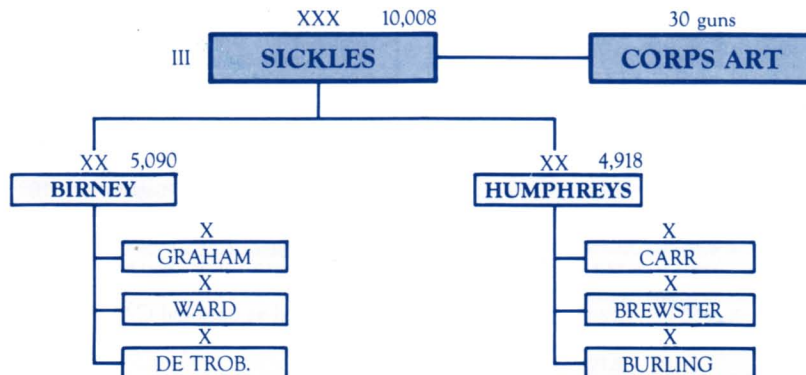 XXX 10,008
30 guns
III SICKLES
CORPS ART
XX 5,090
BIRNEY
X
GRAHAM
X
WARD
X
DE TROB.
XX 4,918
HUMPHREYS
X
CARR
X
BREWSTER
X
BURLING